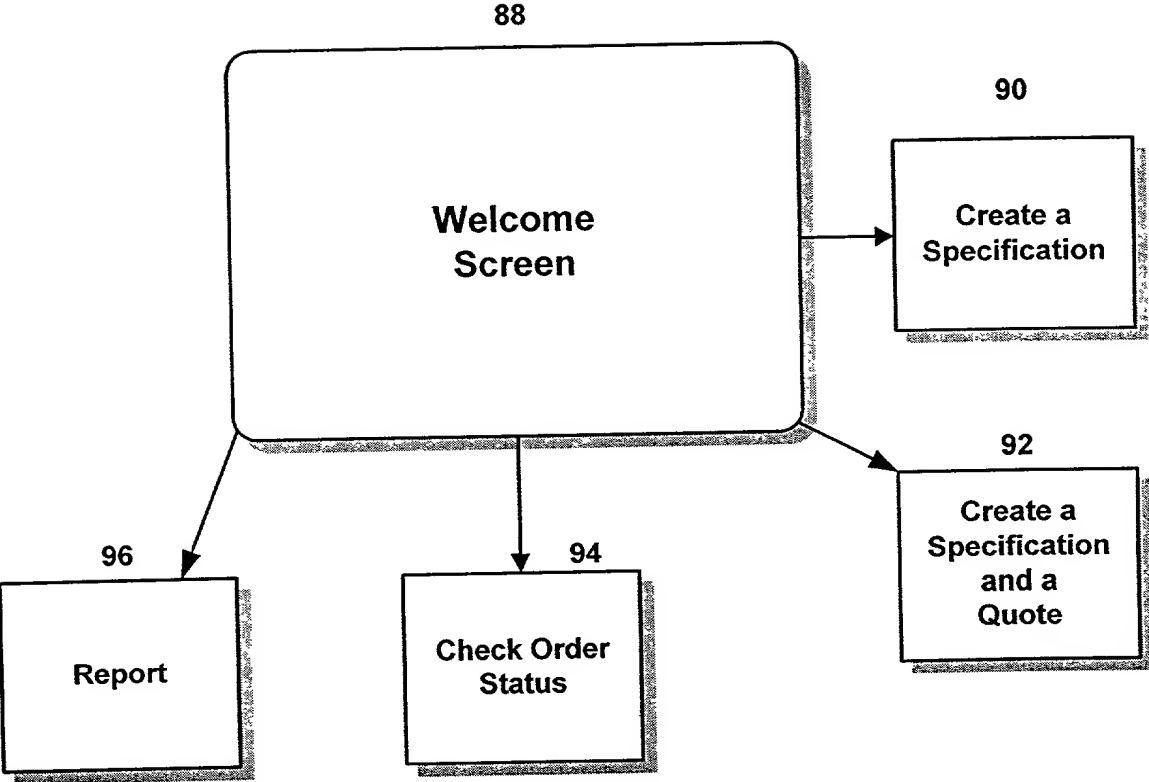 88
Welcome
Screen
90
Create a
Specification
92
Create a
Specification
and a
Quote
94
Check Order
Status
96
Report